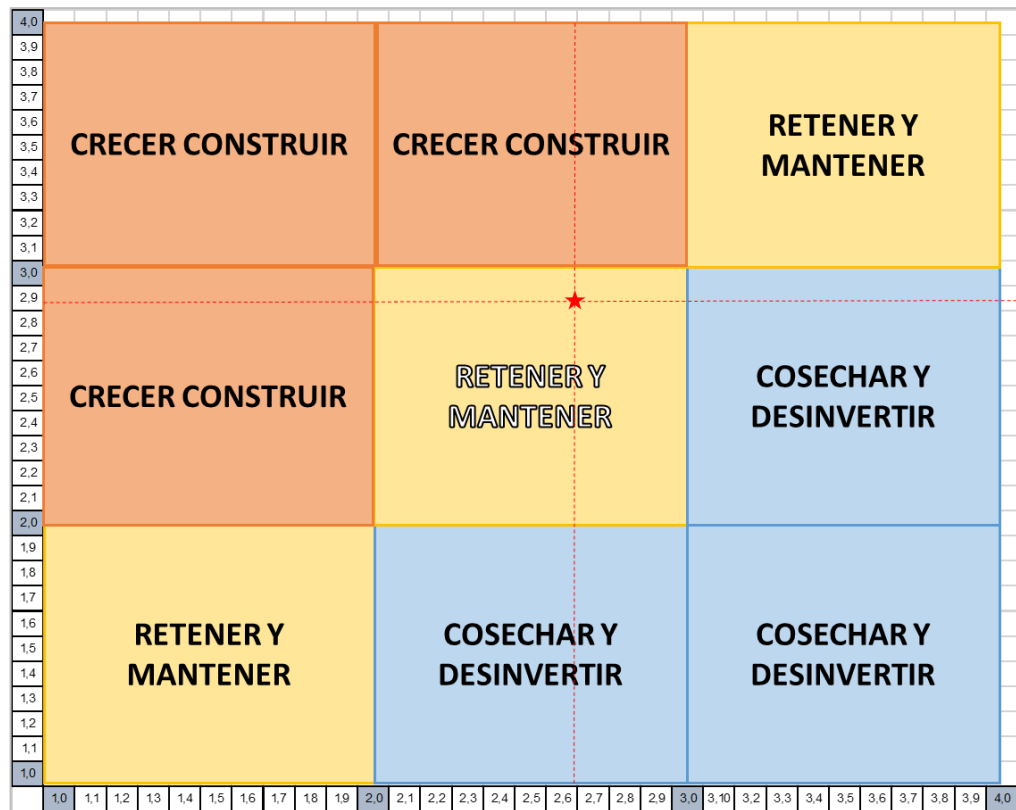 4,0
3,9
3,8
3,7
3,6
3,5
3,4
3,3
3,2
3,1
3,0
2,9
2,8
2,7
2,6
2,5
2,4
2,3
2,2
2,1
2,0
1,9
1,8
1,7
1,6
1,5
1,4
1,3
1,2
1,1
1,0
CRECER CONSTRUIR
CRECER CONSTRUIR
RETENER Y
MANTENER
CRECER CONSTRUIR
RETENER Y
MANTENER
COSECHAR Y
DESINVERTIR
RETENER Y
MANTENER
COSECHAR Y
DESINVERTIR
COSECHAR Y
DESINVERTIR
1,0 1,1 1,2 1,3 1,4 1,5 1,6 1,7 1,8 1,9 2,0 2,1 2,2 2,3 2,4 2,5 2,6 2,7 2,8 2,9 3,0 3,10 3,2 3,3 3,4 3,5 3,6 3,7 3,8 3,9 4,0